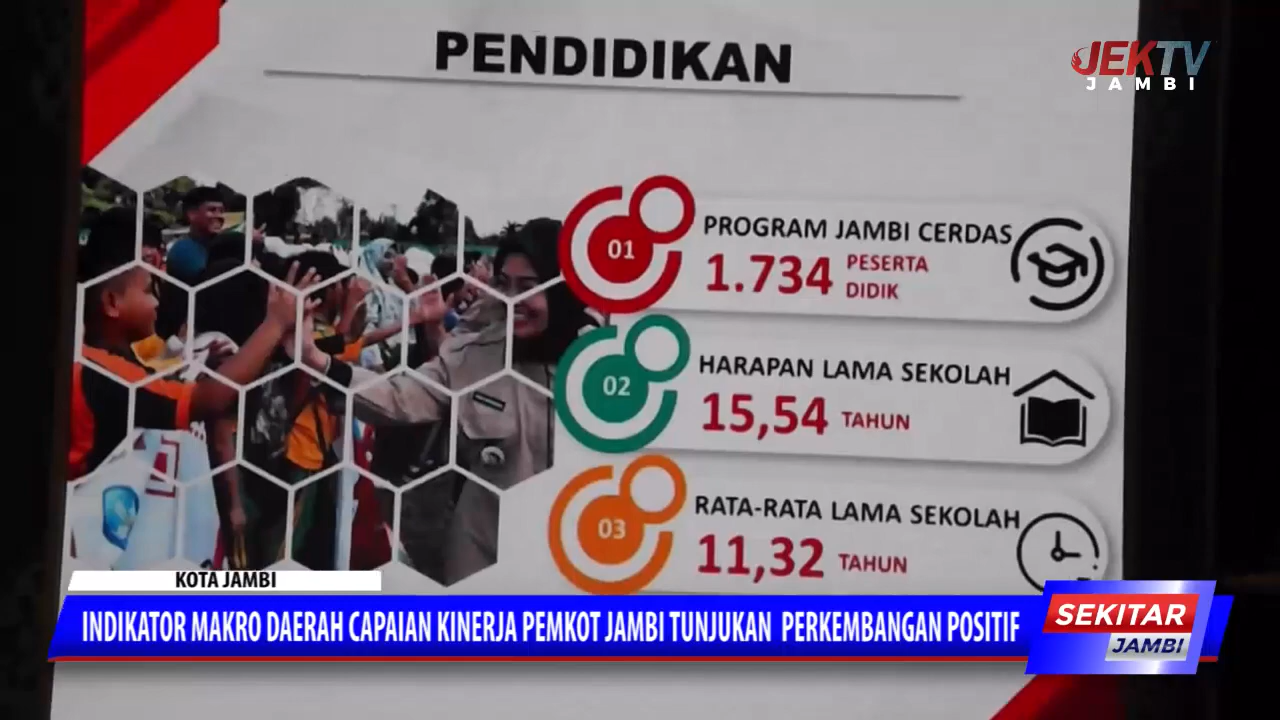 PENDIDIKAN
JEKTV
JAMBI
01
PROGRAM JAMBI CERDAS
1.734 PESERTA DIDIK
02
HARAPAN LAMA SEKOLAH
15,54 TAHUN
03
RATA-RATA LAMA SEKOLAH
11,32 TAHUN
KOTA JAMBI
INDIKATOR MAKRO DAERAH CAPAIAN KINERJA PEMKOT JAMBI TUNJUKAN PERKEMBANGAN POSITIF
SEKITAR
JAMBI